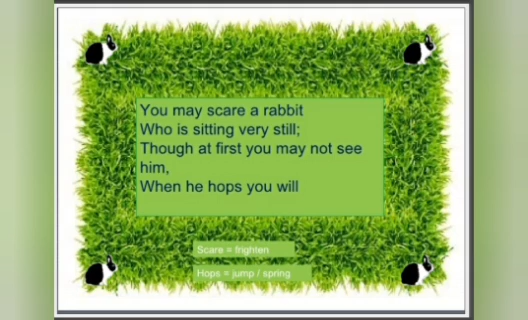 You may scare a rabbit
Who is sitting very still;
Though at first you may not see
him,
When he hops you will
Scare = frighten
Hops = jump / spring